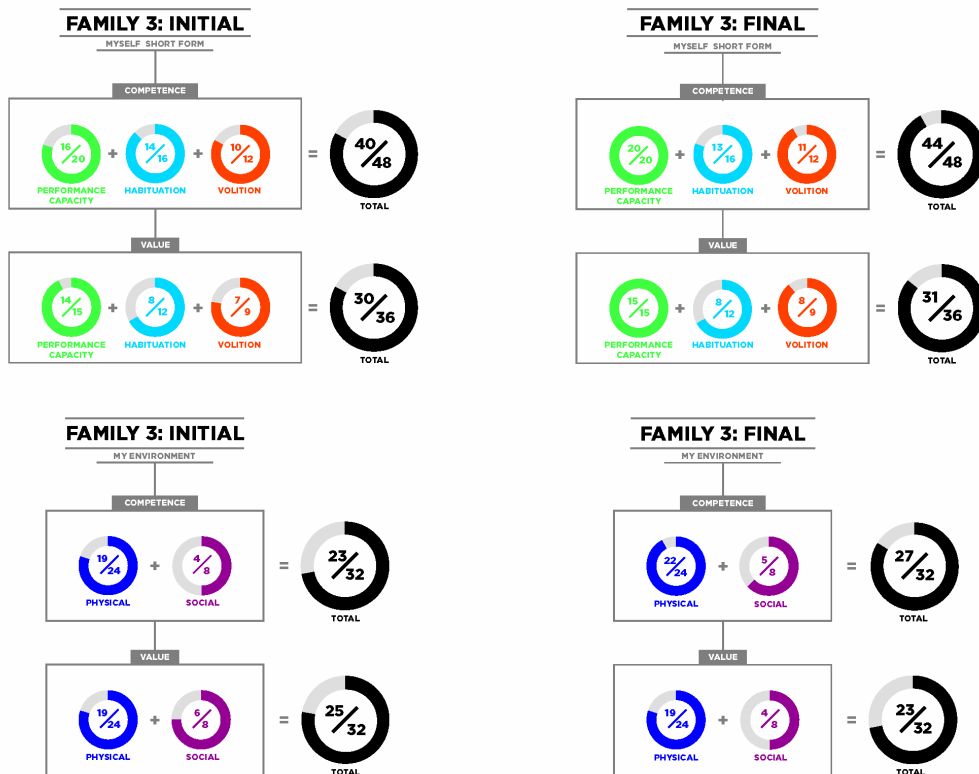 FAMILY 3: INITIAL
MYSELF SHORT FORM
COMPETENCE
16/20 + 14/16 + 10/12 = 40/48
PERFORMANCE CAPACITY HABITUATION VOLITION
TOTAL
VALUE
14/15 + 8/12 + 7/9 = 30/36
PERFORMANCE CAPACITY HABITUATION VOLITION
TOTAL
FAMILY 3: FINAL
MYSELF SHORT FORM
COMPETENCE
20/20 + 13/16 + 11/12 = 44/48
PERFORMANCE CAPACITY HABITUATION VOLITION
TOTAL
VALUE
15/15 + 8/12 + 8/9 = 31/36
PERFORMANCE CAPACITY HABITUATION VOLITION
TOTAL
FAMILY 3: INITIAL
MY ENVIRONMENT
COMPETENCE
19/24 + 4/8 = 23/32
PHYSICAL SOCIAL
TOTAL
VALUE
19/24 + 6/8 = 25/32
PHYSICAL SOCIAL
TOTAL
FAMILY 3: FINAL
MY ENVIRONMENT
COMPETENCE
22/24 + 5/8 = 27/32
PHYSICAL SOCIAL
TOTAL
VALUE
19/24 + 4/8 = 23/32
PHYSICAL SOCIAL
TOTAL